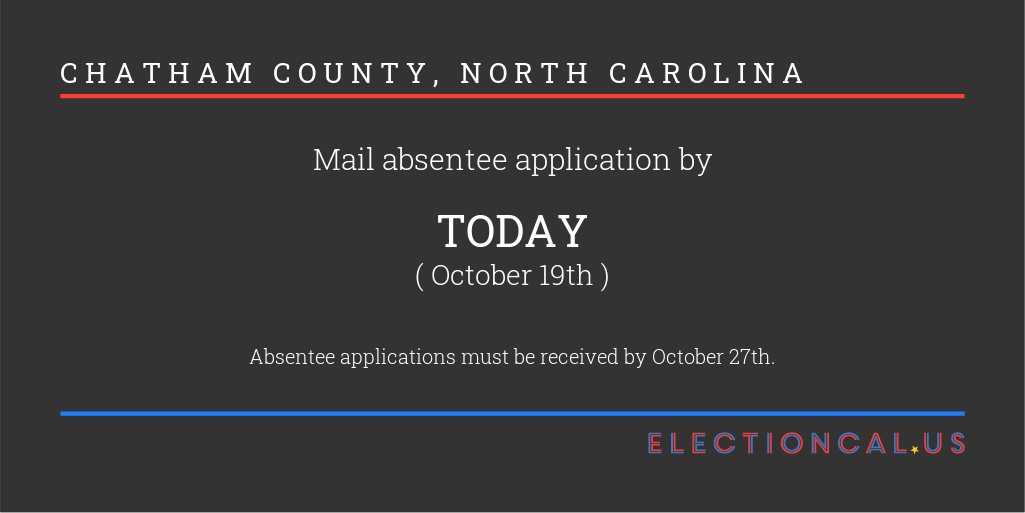 CHATHAM COUNTY, NORTH CAROLINA
Mail absentee application by
TODAY
( October 19th )
Absentee applications must be received by October 27th.
ELECTIONCAL.US